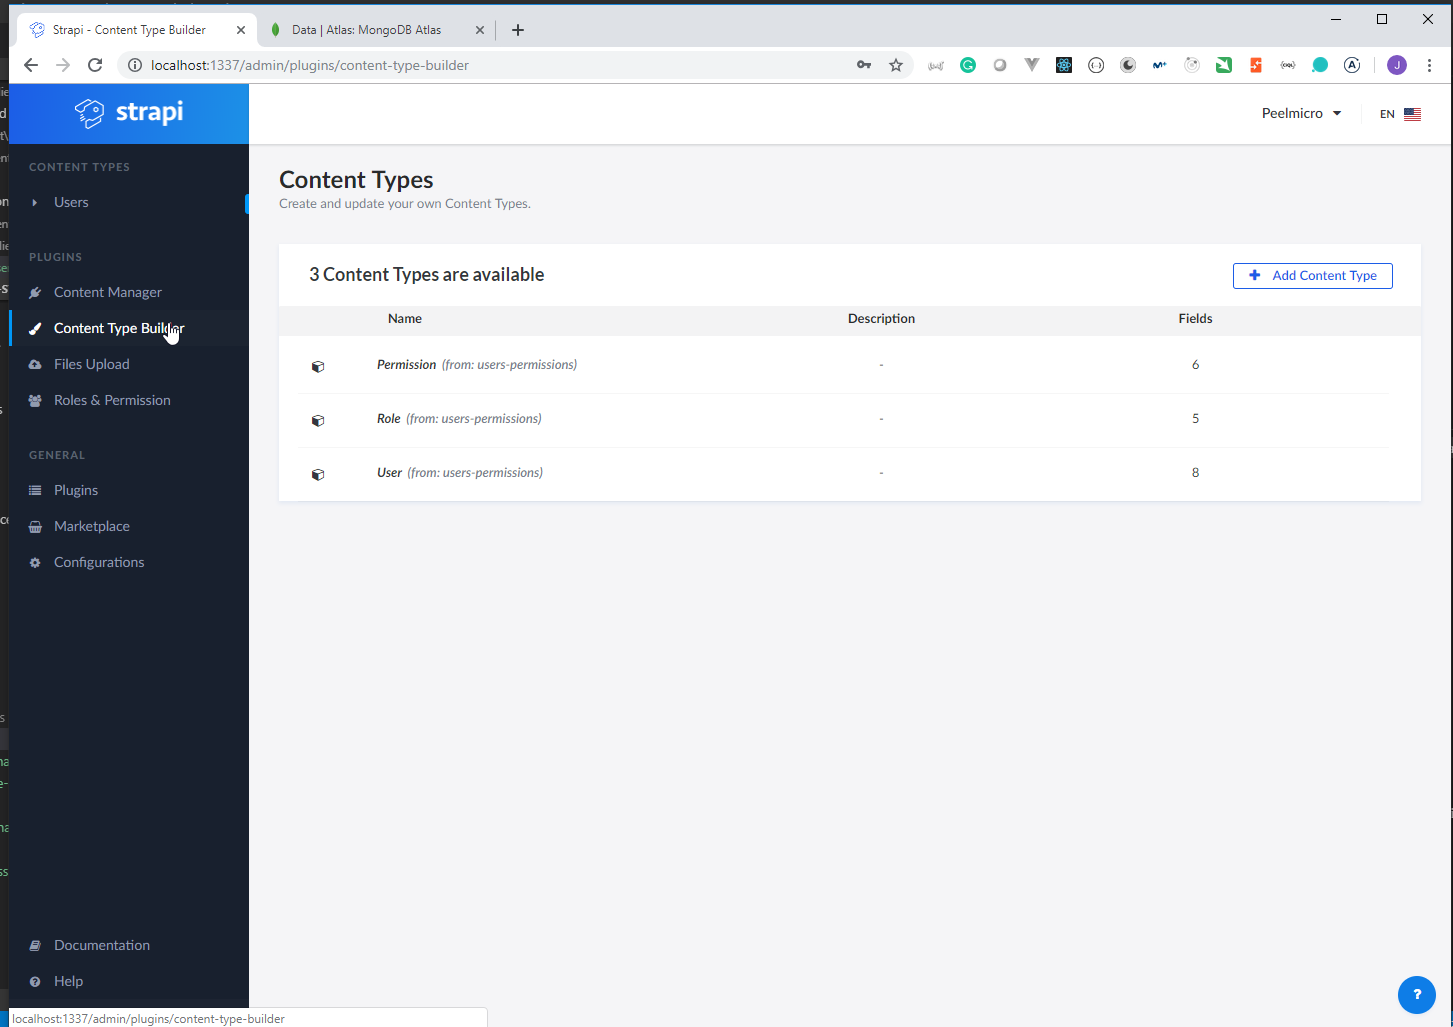 Strapi - Content Type Builder
Data | Atlas: MongoDB Atlas
localhost:1337/admin/plugins/content-type-builder
strapi
Peelmicro
EN
CONTENT TYPES
Users
PLUGINS
Content Manager
Content Type Builder
Files Upload
Roles & Permission
GENERAL
Plugins
Marketplace
Configurations
Documentation
Help
Content Types
Create and update your own Content Types.
3 Content Types are available
Add Content Type
Name Description Fields
Permission (from: users-permissions) - 6
Role (from: users-permissions) - 5
User (from: users-permissions) - 8
?
localhost:1337/admin/plugins/content-type-builder